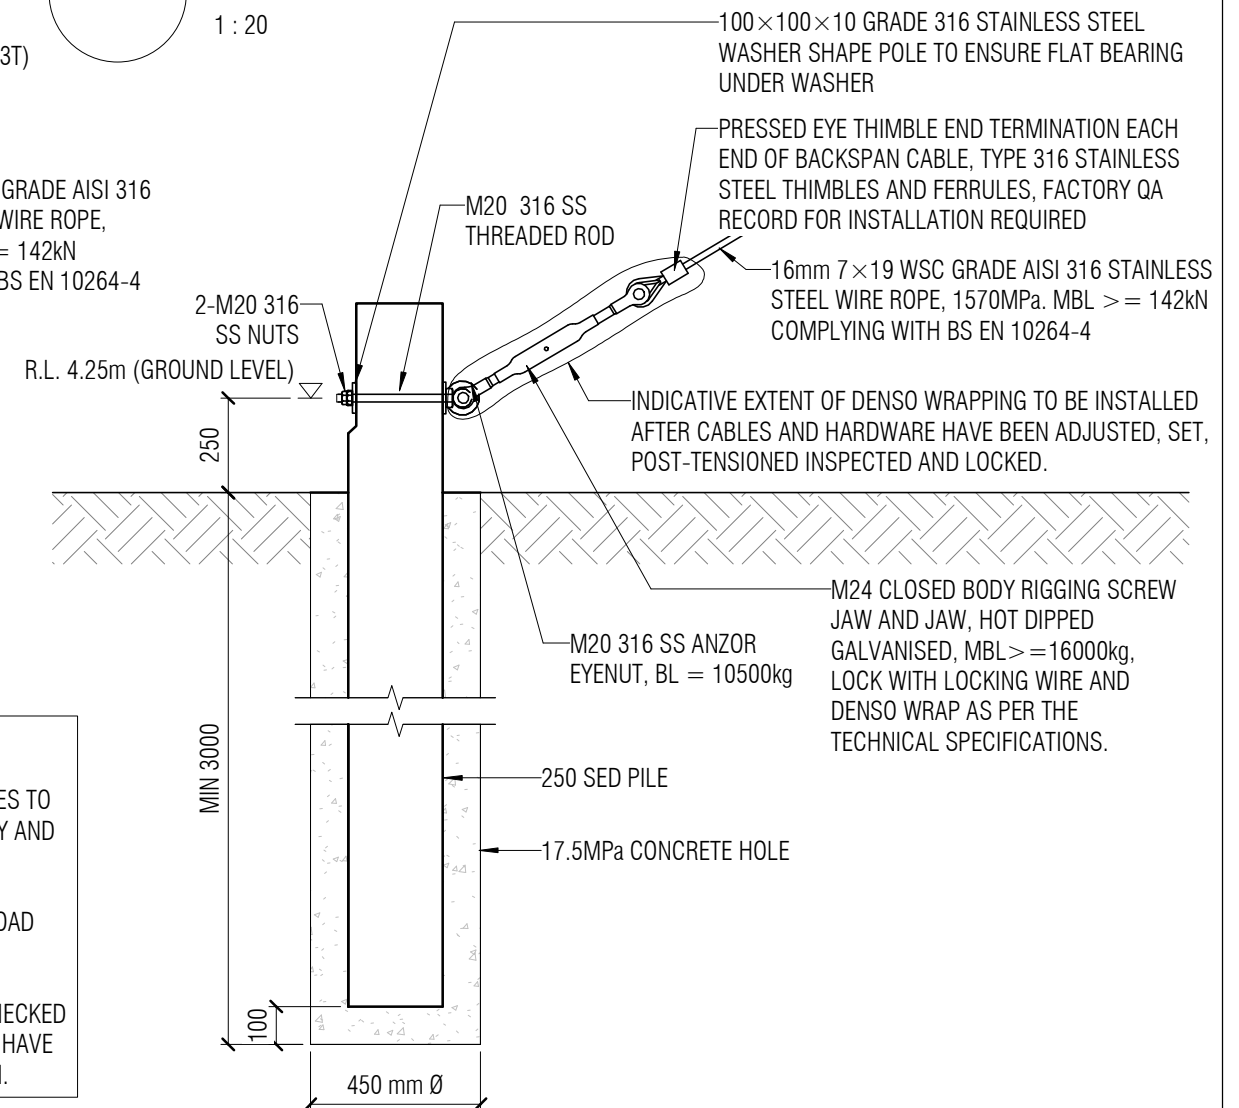 1 : 20
3T)
100×100×10 GRADE 316 STAINLESS STEEL
WASHER SHAPE POLE TO ENSURE FLAT BEARING
UNDER WASHER
PRESSED EYE THIMBLE END TERMINATION EACH
END OF BACKSPAN CABLE, TYPE 316 STAINLESS
STEEL THIMBLES AND FERRULES, FACTORY QA
RECORD FOR INSTALLATION REQUIRED
GRADE AISI 316
WIRE ROPE,
= 142kN
BS EN 10264-4
M20 316 SS
THREADED ROD
16mm 7×19 WSC GRADE AISI 316 STAINLESS
STEEL WIRE ROPE, 1570MPa. MBL >= 142kN
COMPLYING WITH BS EN 10264-4
2-M20 316
SS NUTS
R.L. 4.25m (GROUND LEVEL)
INDICATIVE EXTENT OF DENSO WRAPPING TO BE INSTALLED
AFTER CABLES AND HARDWARE HAVE BEEN ADJUSTED, SET,
POST-TENSIONED INSPECTED AND LOCKED.
250
M24 CLOSED BODY RIGGING SCREW
JAW AND JAW, HOT DIPPED
GALVANISED, MBL>=16000kg,
LOCK WITH LOCKING WIRE AND
DENSO WRAP AS PER THE
TECHNICAL SPECIFICATIONS.
M20 316 SS ANZOR
EYENUT, BL = 10500kg
MIN 3000
250 SED PILE
17.5MPa CONCRETE HOLE
ES TO
Y AND
OAD
HECKED
HAVE
100
450 mm Ø